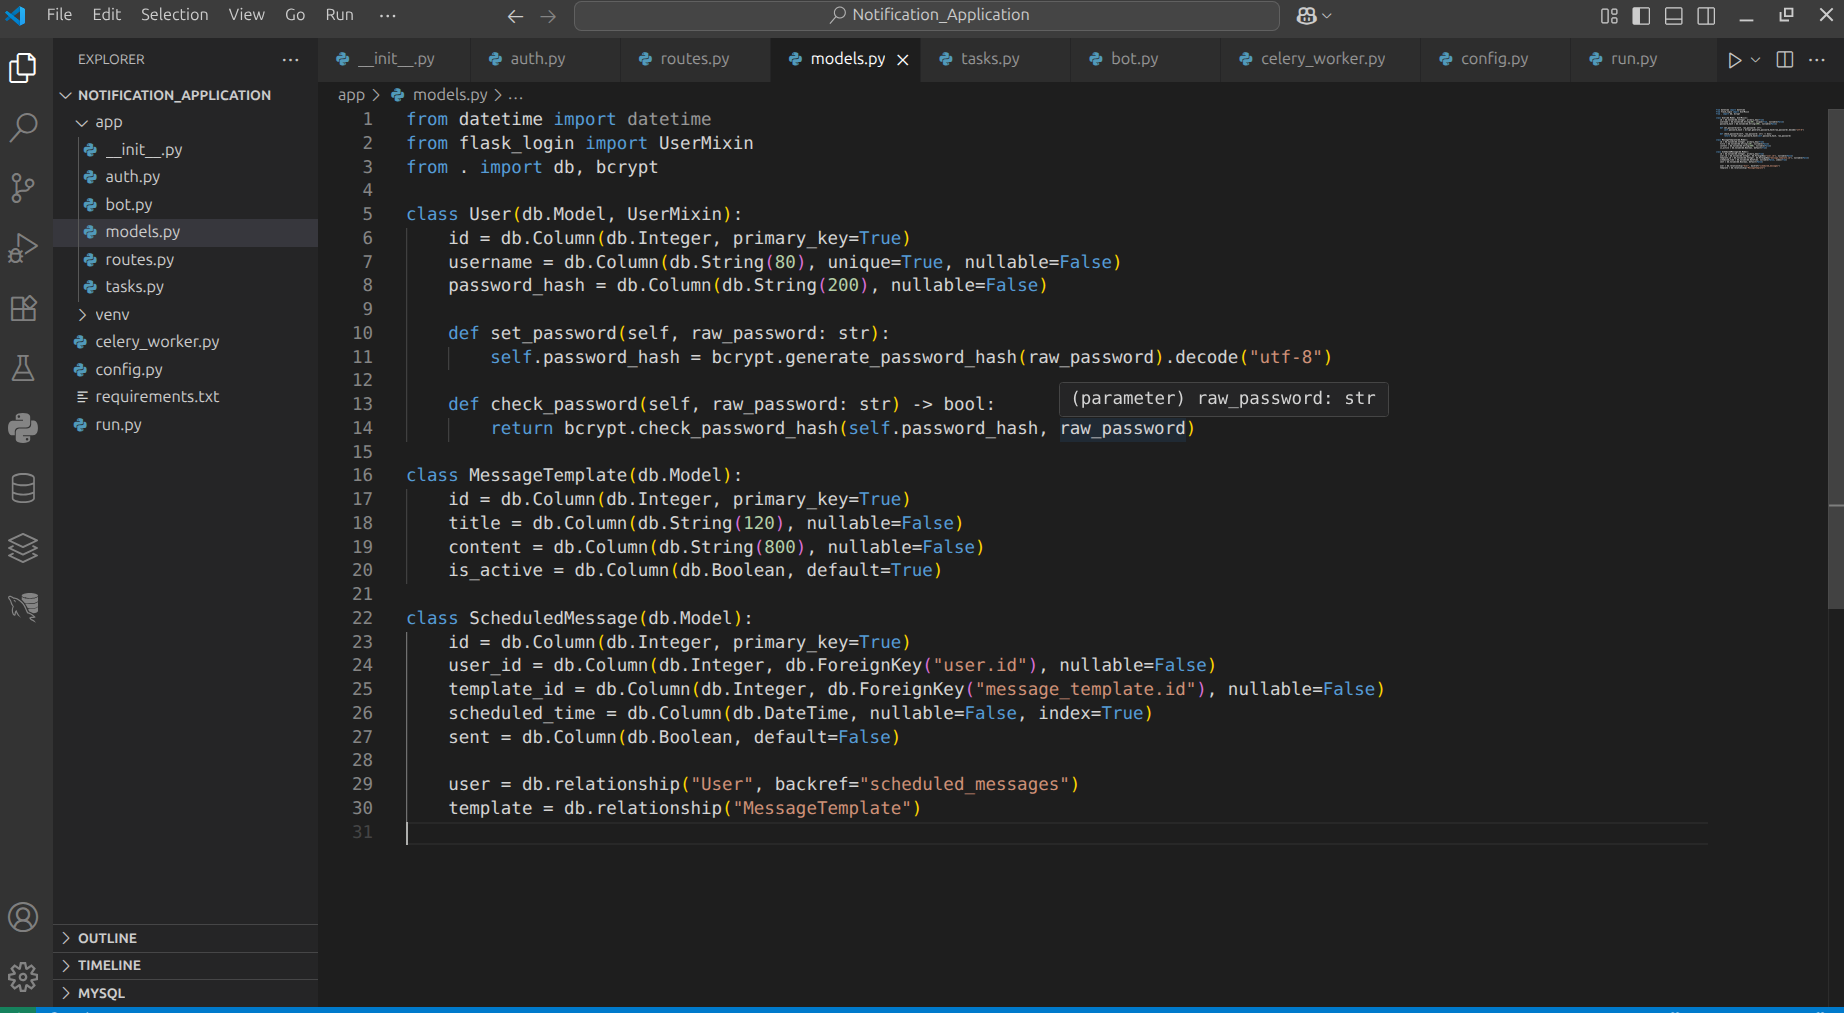 File Edit Selection View Go Run ...
Notification_Application
EXPLORER
__init__.py auth.py routes.py models.py tasks.py bot.py celery_worker.py config.py run.py
NOTIFICATION_APPLICATION
app
__init__.py
auth.py
bot.py
models.py
routes.py
tasks.py
venv
celery_worker.py
config.py
requirements.txt
run.py
OUTLINE
TIMELINE
MYSQL
app > models.py > ...
1 from datetime import datetime
2 from flask_login import UserMixin
3 from . import db, bcrypt
4
5 class User(db.Model, UserMixin):
6     id = db.Column(db.Integer, primary_key=True)
7     username = db.Column(db.String(80), unique=True, nullable=False)
8     password_hash = db.Column(db.String(200), nullable=False)
9
10     def set_password(self, raw_password: str):
11         self.password_hash = bcrypt.generate_password_hash(raw_password).decode("utf-8")
12
(parameter) raw_password: str
13     def check_password(self, raw_password: str) -> bool:
14         return bcrypt.check_password_hash(self.password_hash, raw_password)
15
16 class MessageTemplate(db.Model):
17     id = db.Column(db.Integer, primary_key=True)
18     title = db.Column(db.String(120), nullable=False)
19     content = db.Column(db.String(800), nullable=False)
20     is_active = db.Column(db.Boolean, default=True)
21
22 class ScheduledMessage(db.Model):
23     id = db.Column(db.Integer, primary_key=True)
24     user_id = db.Column(db.Integer, db.ForeignKey("user.id"), nullable=False)
25     template_id = db.Column(db.Integer, db.ForeignKey("message_template.id"), nullable=False)
26     scheduled_time = db.Column(db.DateTime, nullable=False, index=True)
27     sent = db.Column(db.Boolean, default=False)
28
29     user = db.relationship("User", backref="scheduled_messages")
30     template = db.relationship("MessageTemplate")
31